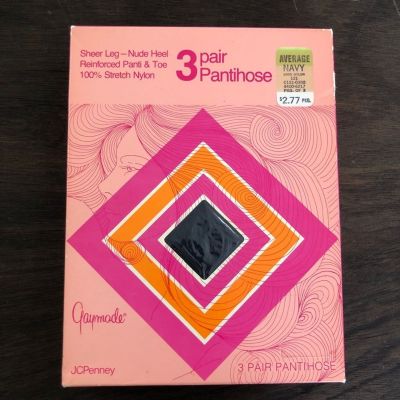 Sheer Leg – Nude Heel
Reinforced Panti & Toe
100% Stretch Nylon
3 pair
Pantihose
AVERAGE
NAVY
$2.77 PKG.
Gaymode®
JCPenney
3 PAIR PANTIHOSE